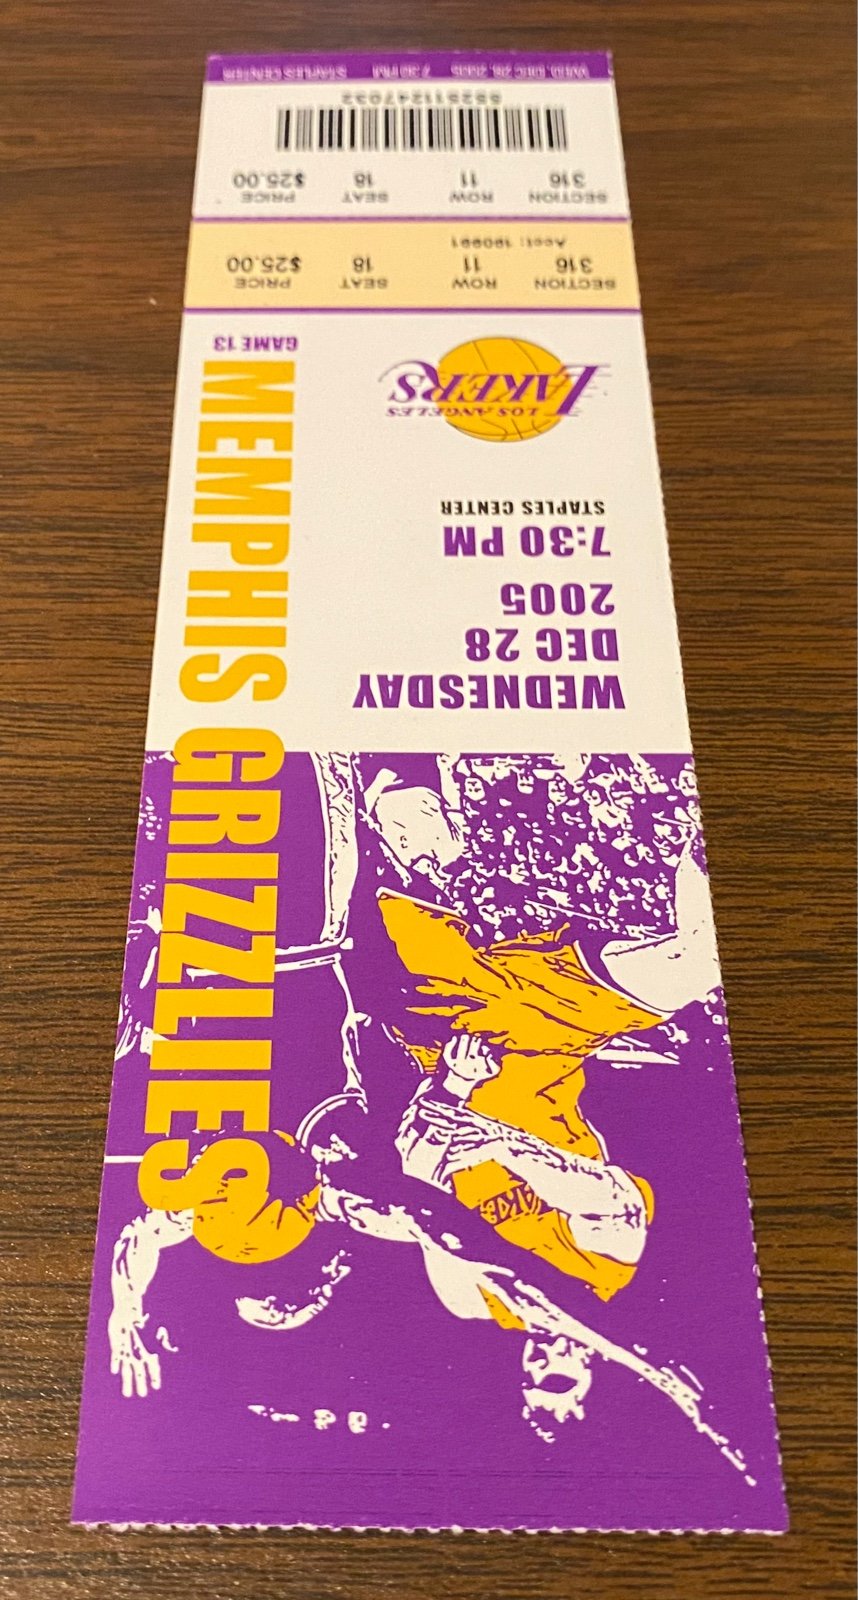 MEMPHIS GRIZZLIES
GAME 13
WEDNESDAY
DEC 28
2005
7:30 PM
STAPLES CENTER
LOS ANGELES
LAKERS
SECTION ROW SEAT PRICE
316 11 18 $25.00
Acct: 190991
SECTION ROW SEAT PRICE
316 11 18 $25.00
552511247032
WED, DEC 28, 2005 7:30 PM STAPLES CENTER